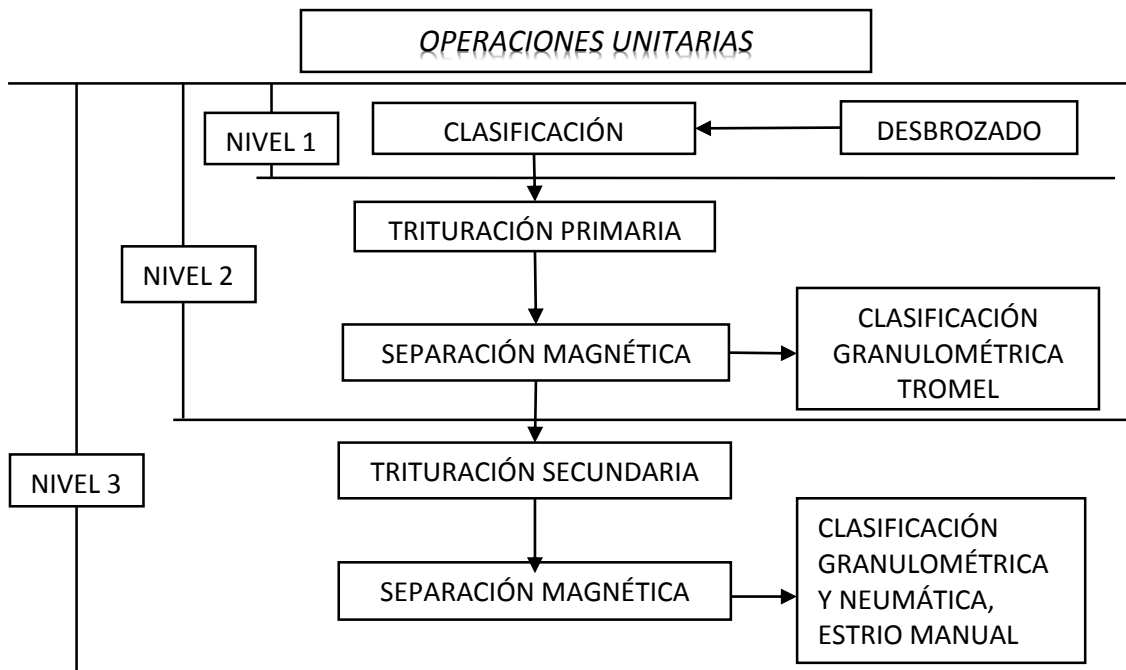 OPERACIONES UNITARIAS
NIVEL 1
CLASIFICACIÓN
DESBROZADO
TRITURACIÓN PRIMARIA
NIVEL 2
SEPARACIÓN MAGNÉTICA
CLASIFICACIÓN
GRANULOMÉTRICA
TROMEL
TRITURACIÓN SECUNDARIA
NIVEL 3
SEPARACIÓN MAGNÉTICA
CLASIFICACIÓN
GRANULOMÉTRICA
Y NEUMÁTICA,
ESTRIO MANUAL